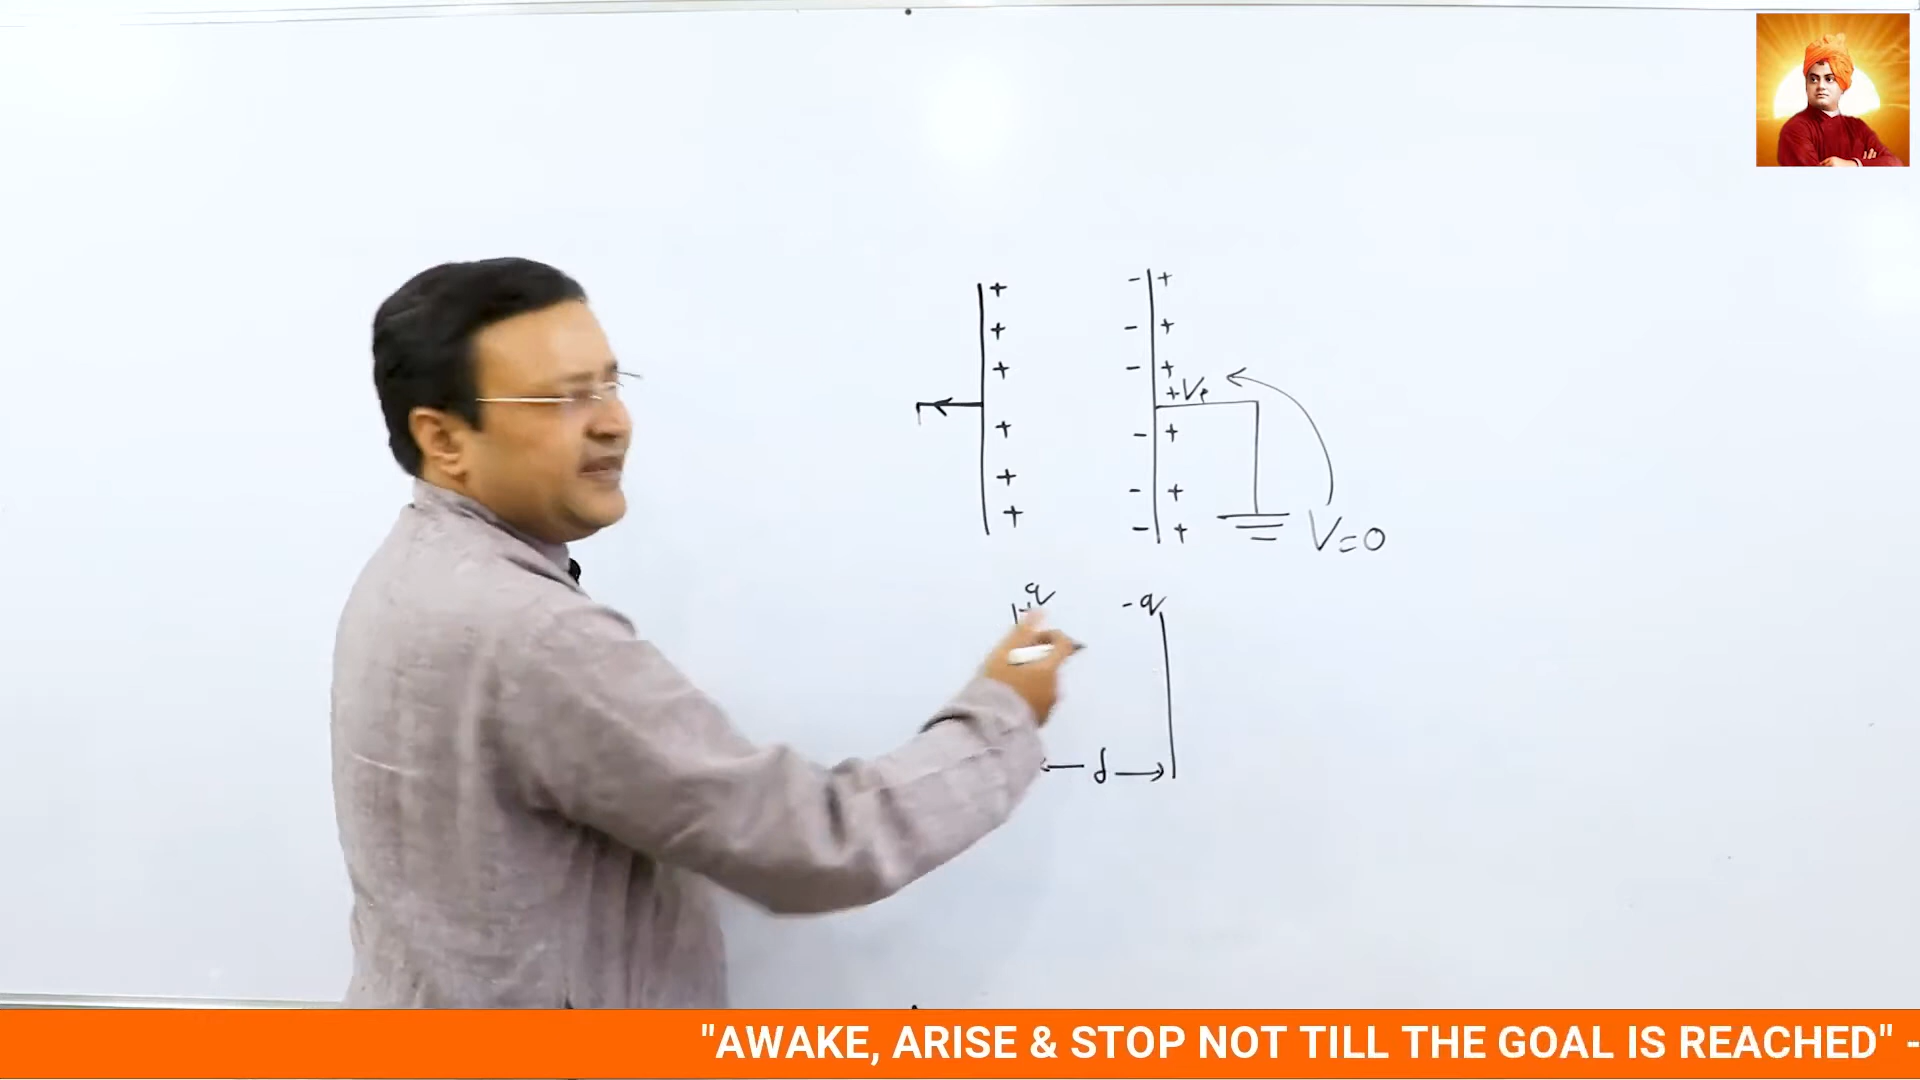 + - +
+ - +
+ - +
+Ve
+ - +
+ - +
+ - +
V=0
+q -q
d
"AWAKE, ARISE & STOP NOT TILL THE GOAL IS REACHED" -